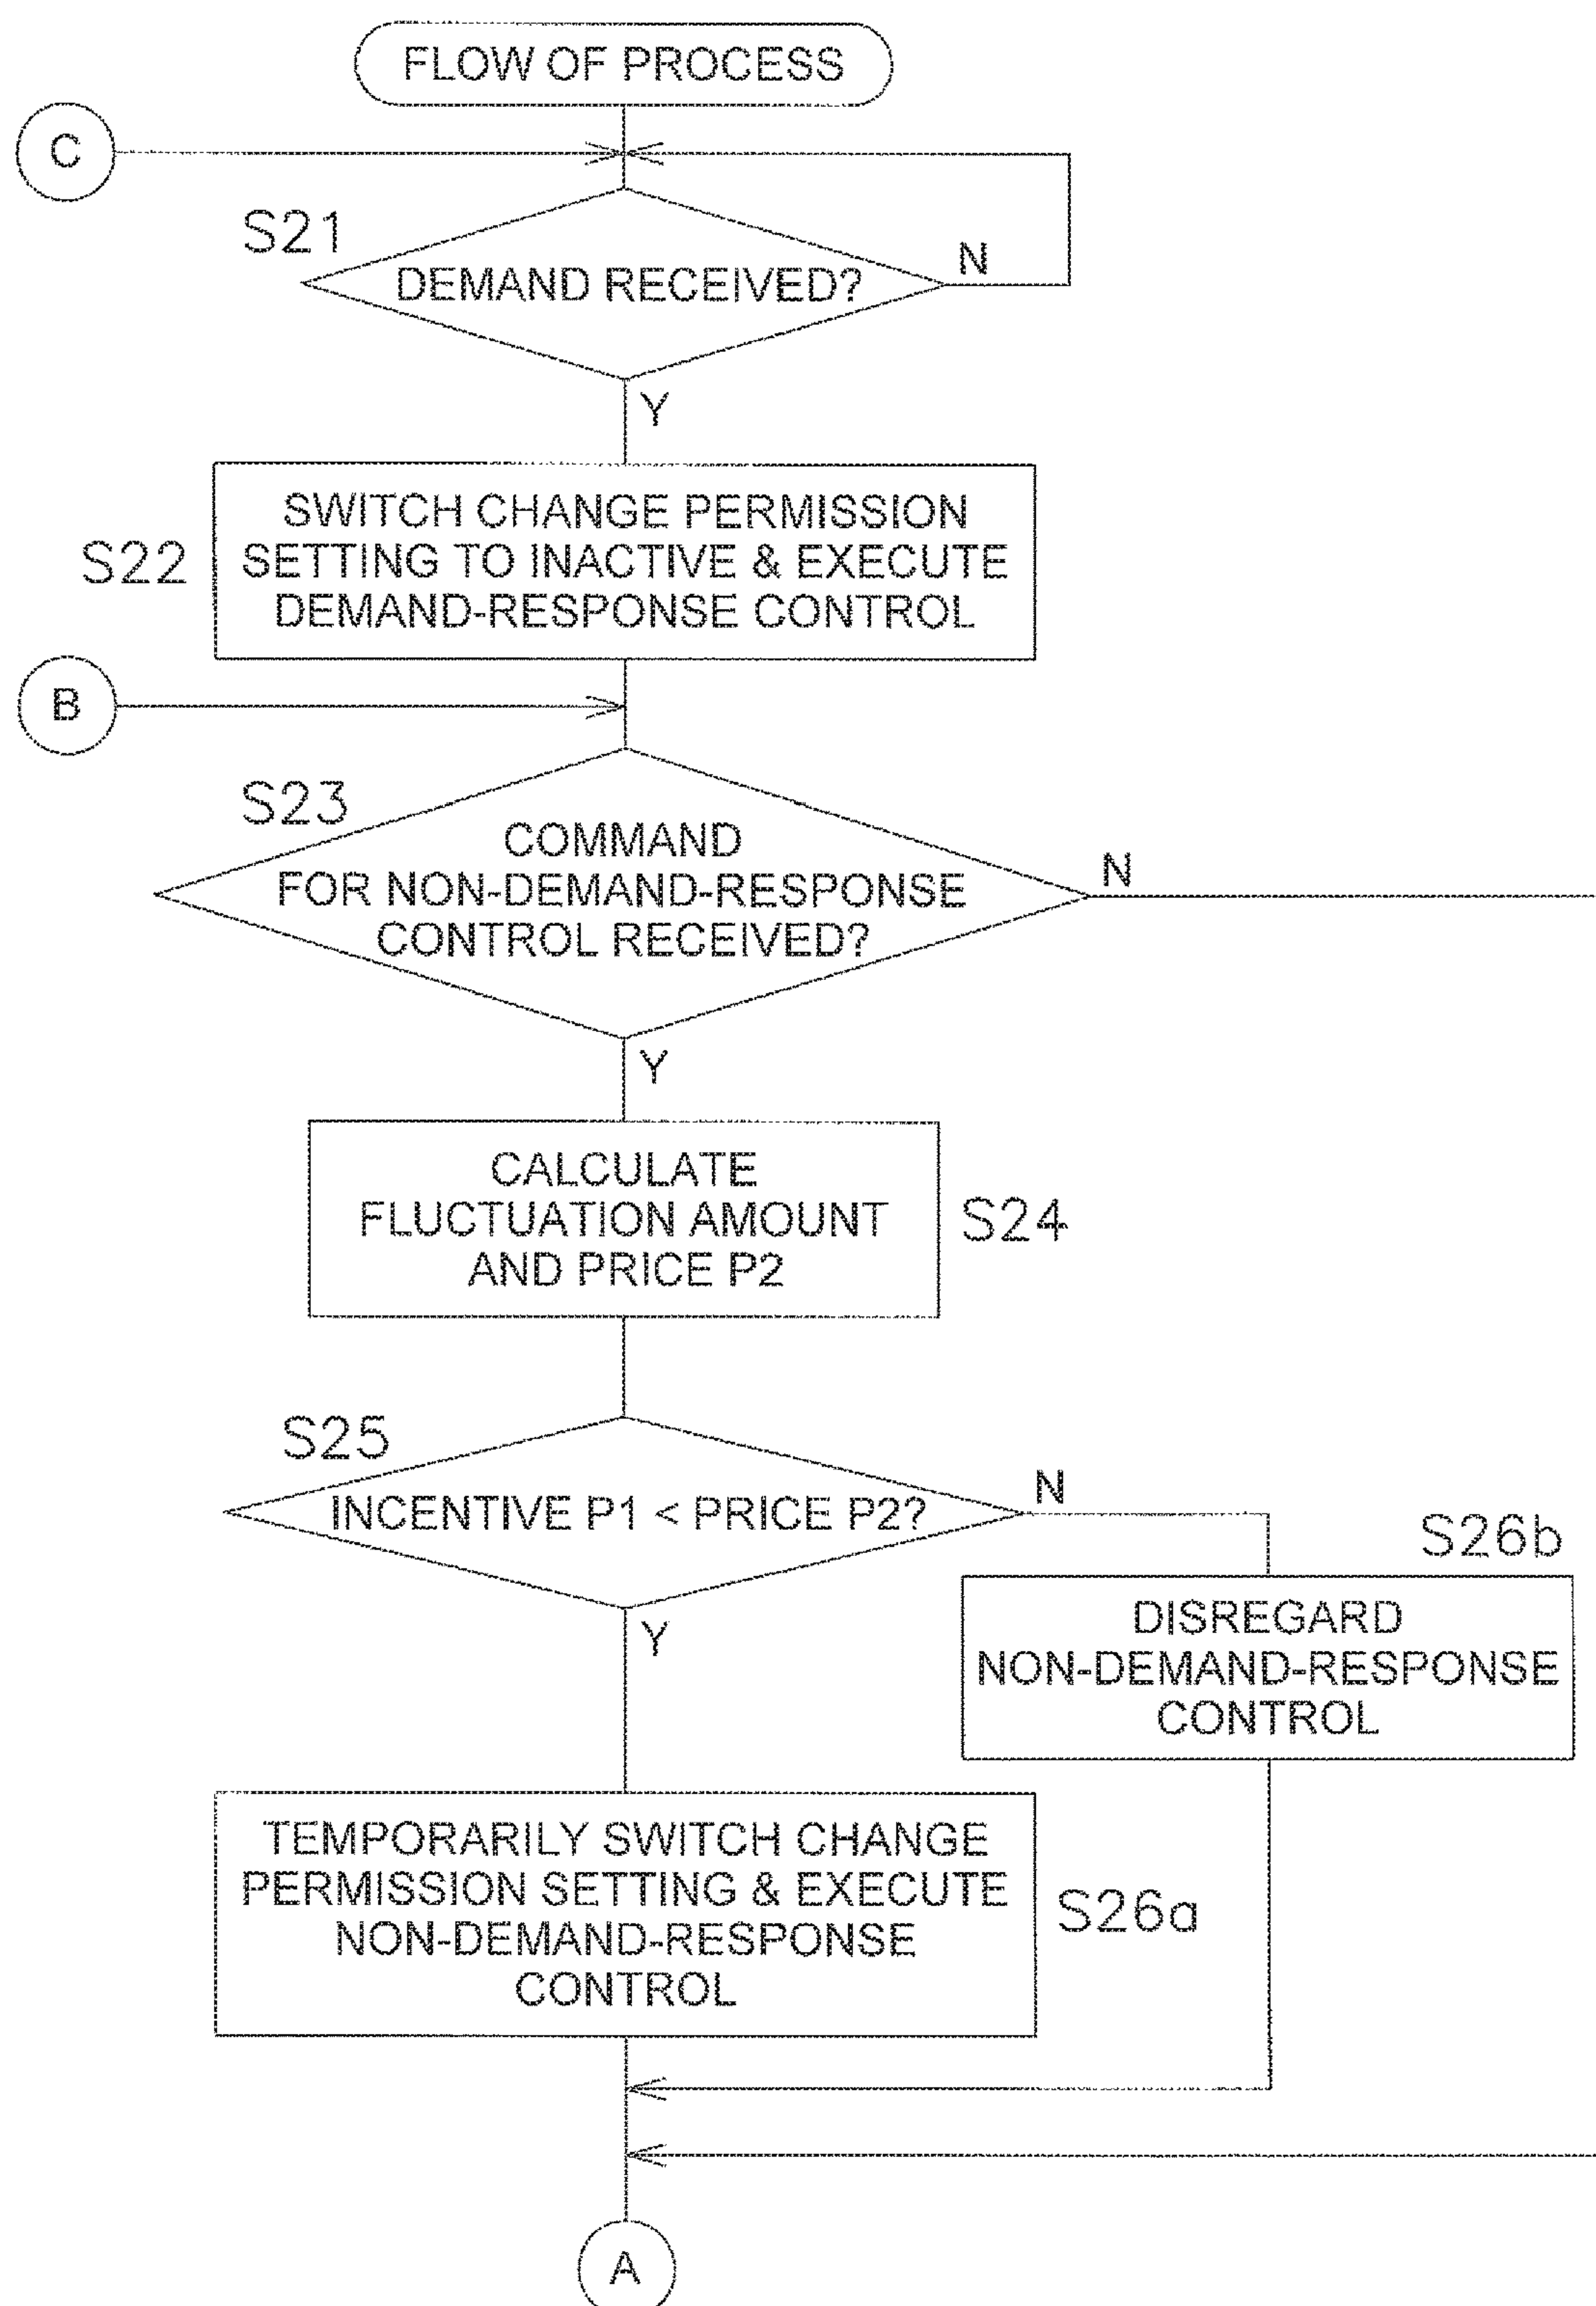 FLOW OF PROCESS
C
S21
DEMAND RECEIVED?
N
Y
S22
SWITCH CHANGE PERMISSION
SETTING TO INACTIVE & EXECUTE
DEMAND-RESPONSE CONTROL
B
S23
COMMAND
FOR NON-DEMAND-RESPONSE
CONTROL RECEIVED?
N
Y
CALCULATE
FLUCTUATION AMOUNT
AND PRICE P2
S24
S25
INCENTIVE P1 < PRICE P2?
N
Y
S26b
DISREGARD
NON-DEMAND-RESPONSE
CONTROL
TEMPORARILY SWITCH CHANGE
PERMISSION SETTING & EXECUTE
NON-DEMAND-RESPONSE
CONTROL
S26a
A